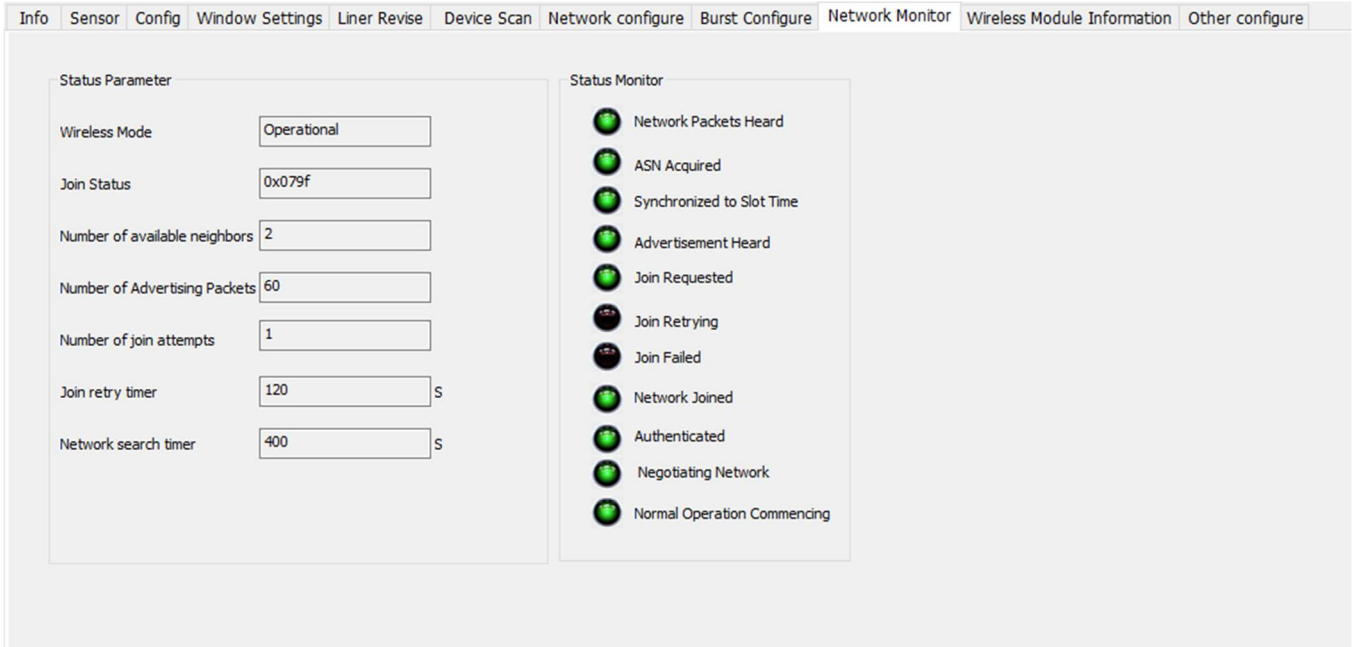 Info Sensor Config Window Settings Liner Revise Device Scan Network configure Burst Configure Network Monitor Wireless Module Information Other configure
Status Parameter
Wireless Mode Operational
Join Status 0x079f
Number of available neighbors 2
Number of Advertising Packets 60
Number of join attempts 1
Join retry timer 120 S
Network search timer 400 S
Status Monitor
Network Packets Heard
ASN Acquired
Synchronized to Slot Time
Advertisement Heard
Join Requested
Join Retrying
Join Failed
Network Joined
Authenticated
Negotiating Network
Normal Operation Commencing